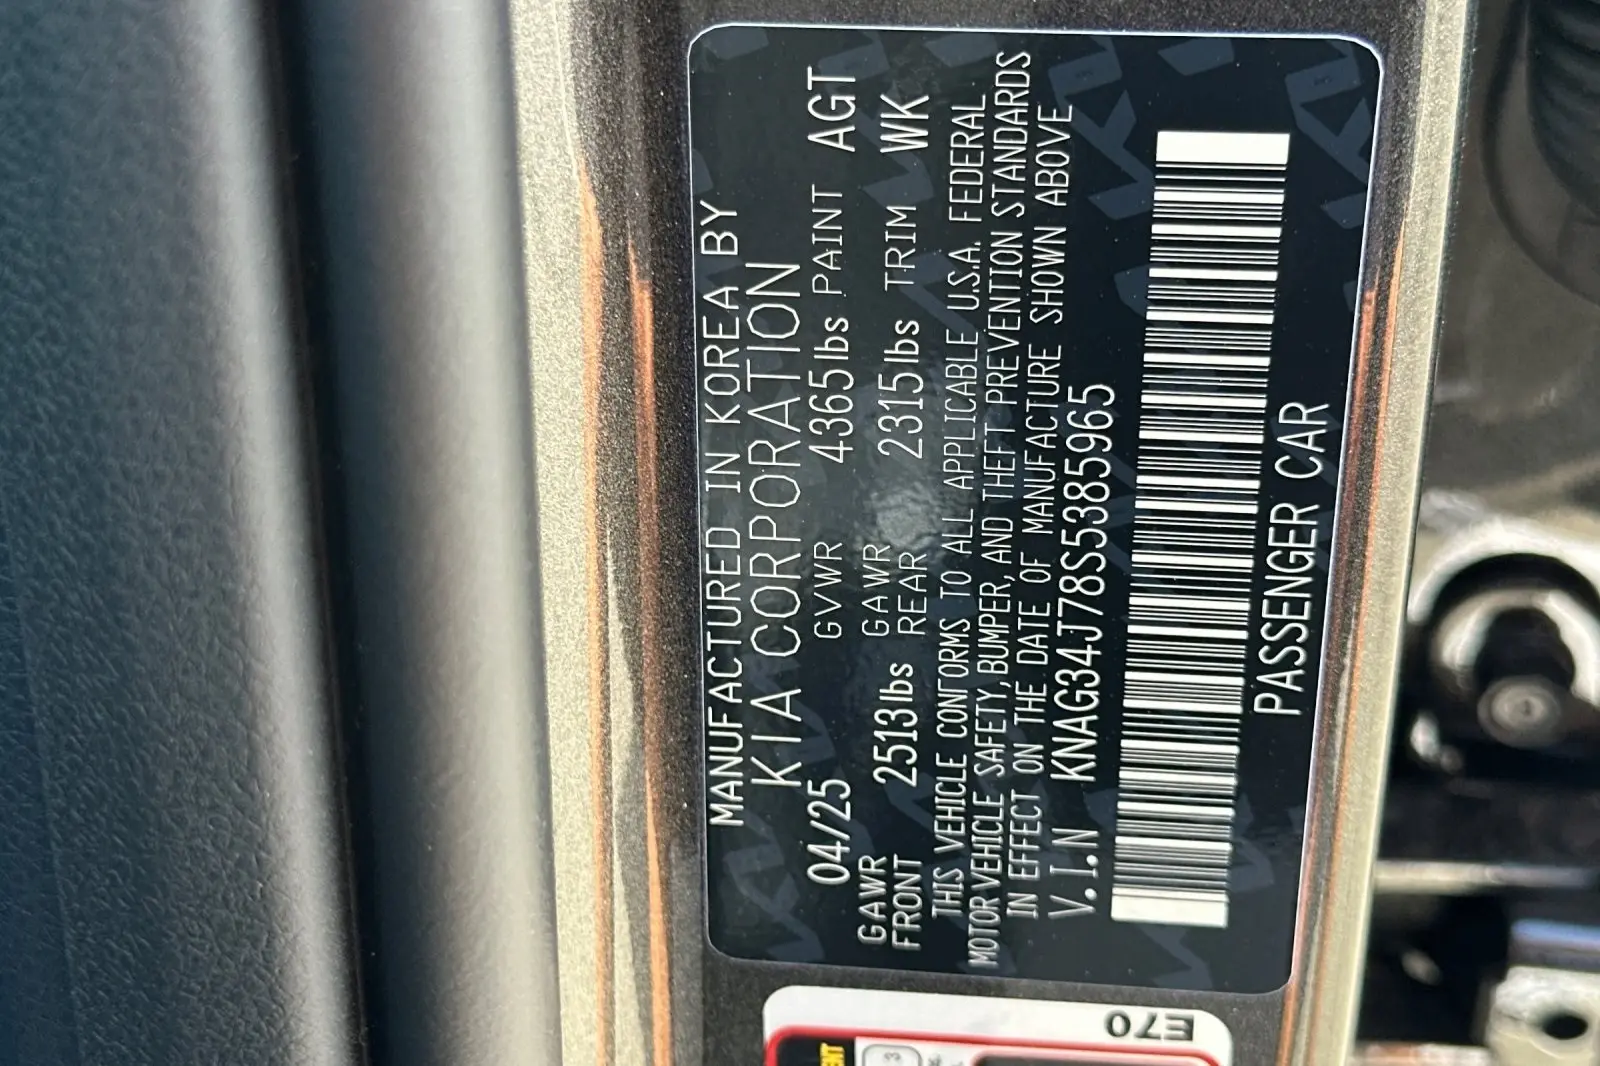 MANUFACTURED IN KOREA BY
KIA CORPORATION
04/25 GVWR 4365lbs PAINT AGT
GAWR FRONT 2513lbs GAWR REAR 2315lbs TRIM WK
THIS VEHICLE CONFORMS TO ALL APPLICABLE U.S.A. FEDERAL
MOTOR VEHICLE SAFETY, BUMPER, AND THEFT PREVENTION STANDARDS
IN EFFECT ON THE DATE OF MANUFACTURE SHOWN ABOVE
V.I.N KNAG34J78S5385965
PASSENGER CAR
E70